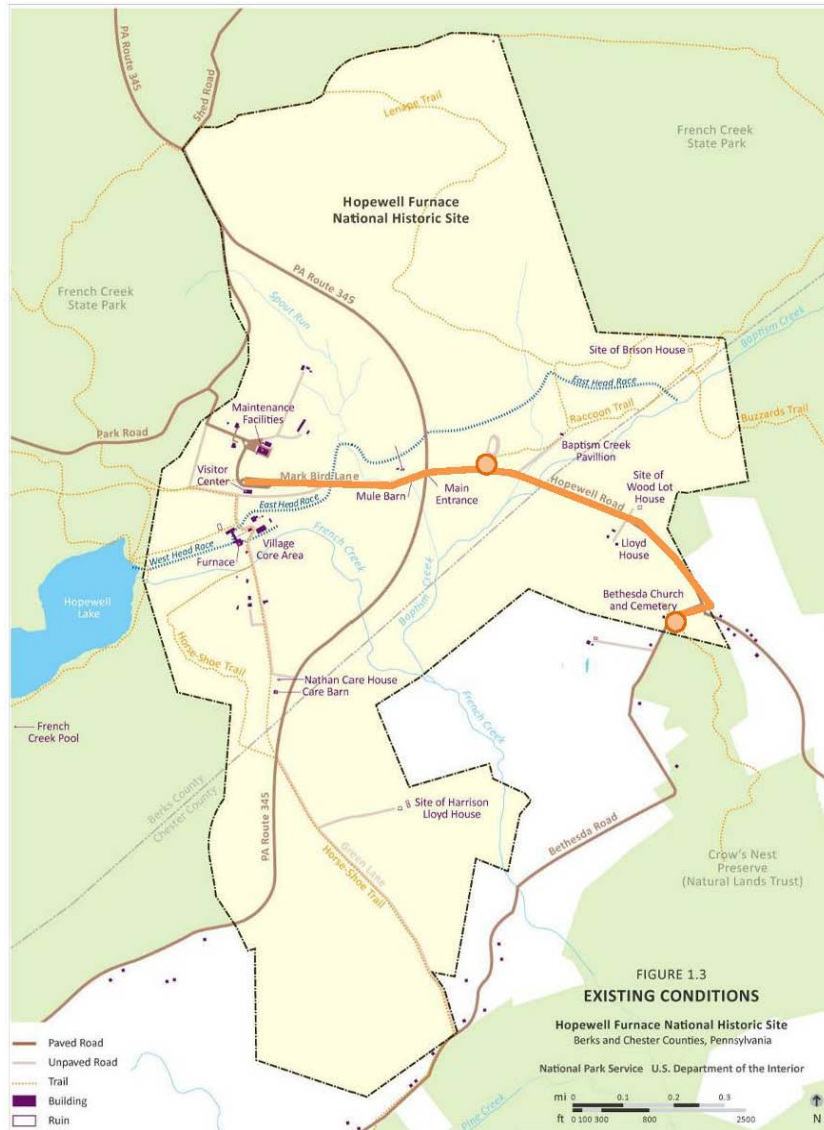 PA Route 345
Shed Road
Lenape Trail
French Creek
State Park
Hopewell Furnace
National Historic Site
PA Route 345
French Creek
State Park
Spout Run
Baptism Creek
Site of Brison House
East Head Race
Raccoon Trail
Buzzards Trail
Maintenance
Facilities
Park Road
Baptism Creek
Pavillion
Visitor
Center
Mark Bird Lane
Mule Barn
Main
Entrance
Hopewell Road
Site of
Wood Lot
House
East Head Race
West Head Race
Furnace
Village
Core Area
French Creek
Baptism Creek
Lloyd
House
Hopewell
Lake
Bethesda Church
and Cemetery
Horse-Shoe Trail
Nathan Care House
Care Barn
French Creek
French
Creek Pool
Berks County
Chester County
PA Route 345
Site of Harrison
Lloyd House
Green Lane
Horse-Shoe Trail
Bethesda Road
Crow's Nest
Preserve
(Natural Lands Trust)
FIGURE 1.3
EXISTING CONDITIONS
Hopewell Furnace National Historic Site
Berks and Chester Counties, Pennsylvania
National Park Service U.S. Department of the Interior
Paved Road
Unpaved Road
Trail
Building
Ruin
Pine Creek
mi 0 0.1 0.2 0.3
ft 0 100 300 800 2500
N